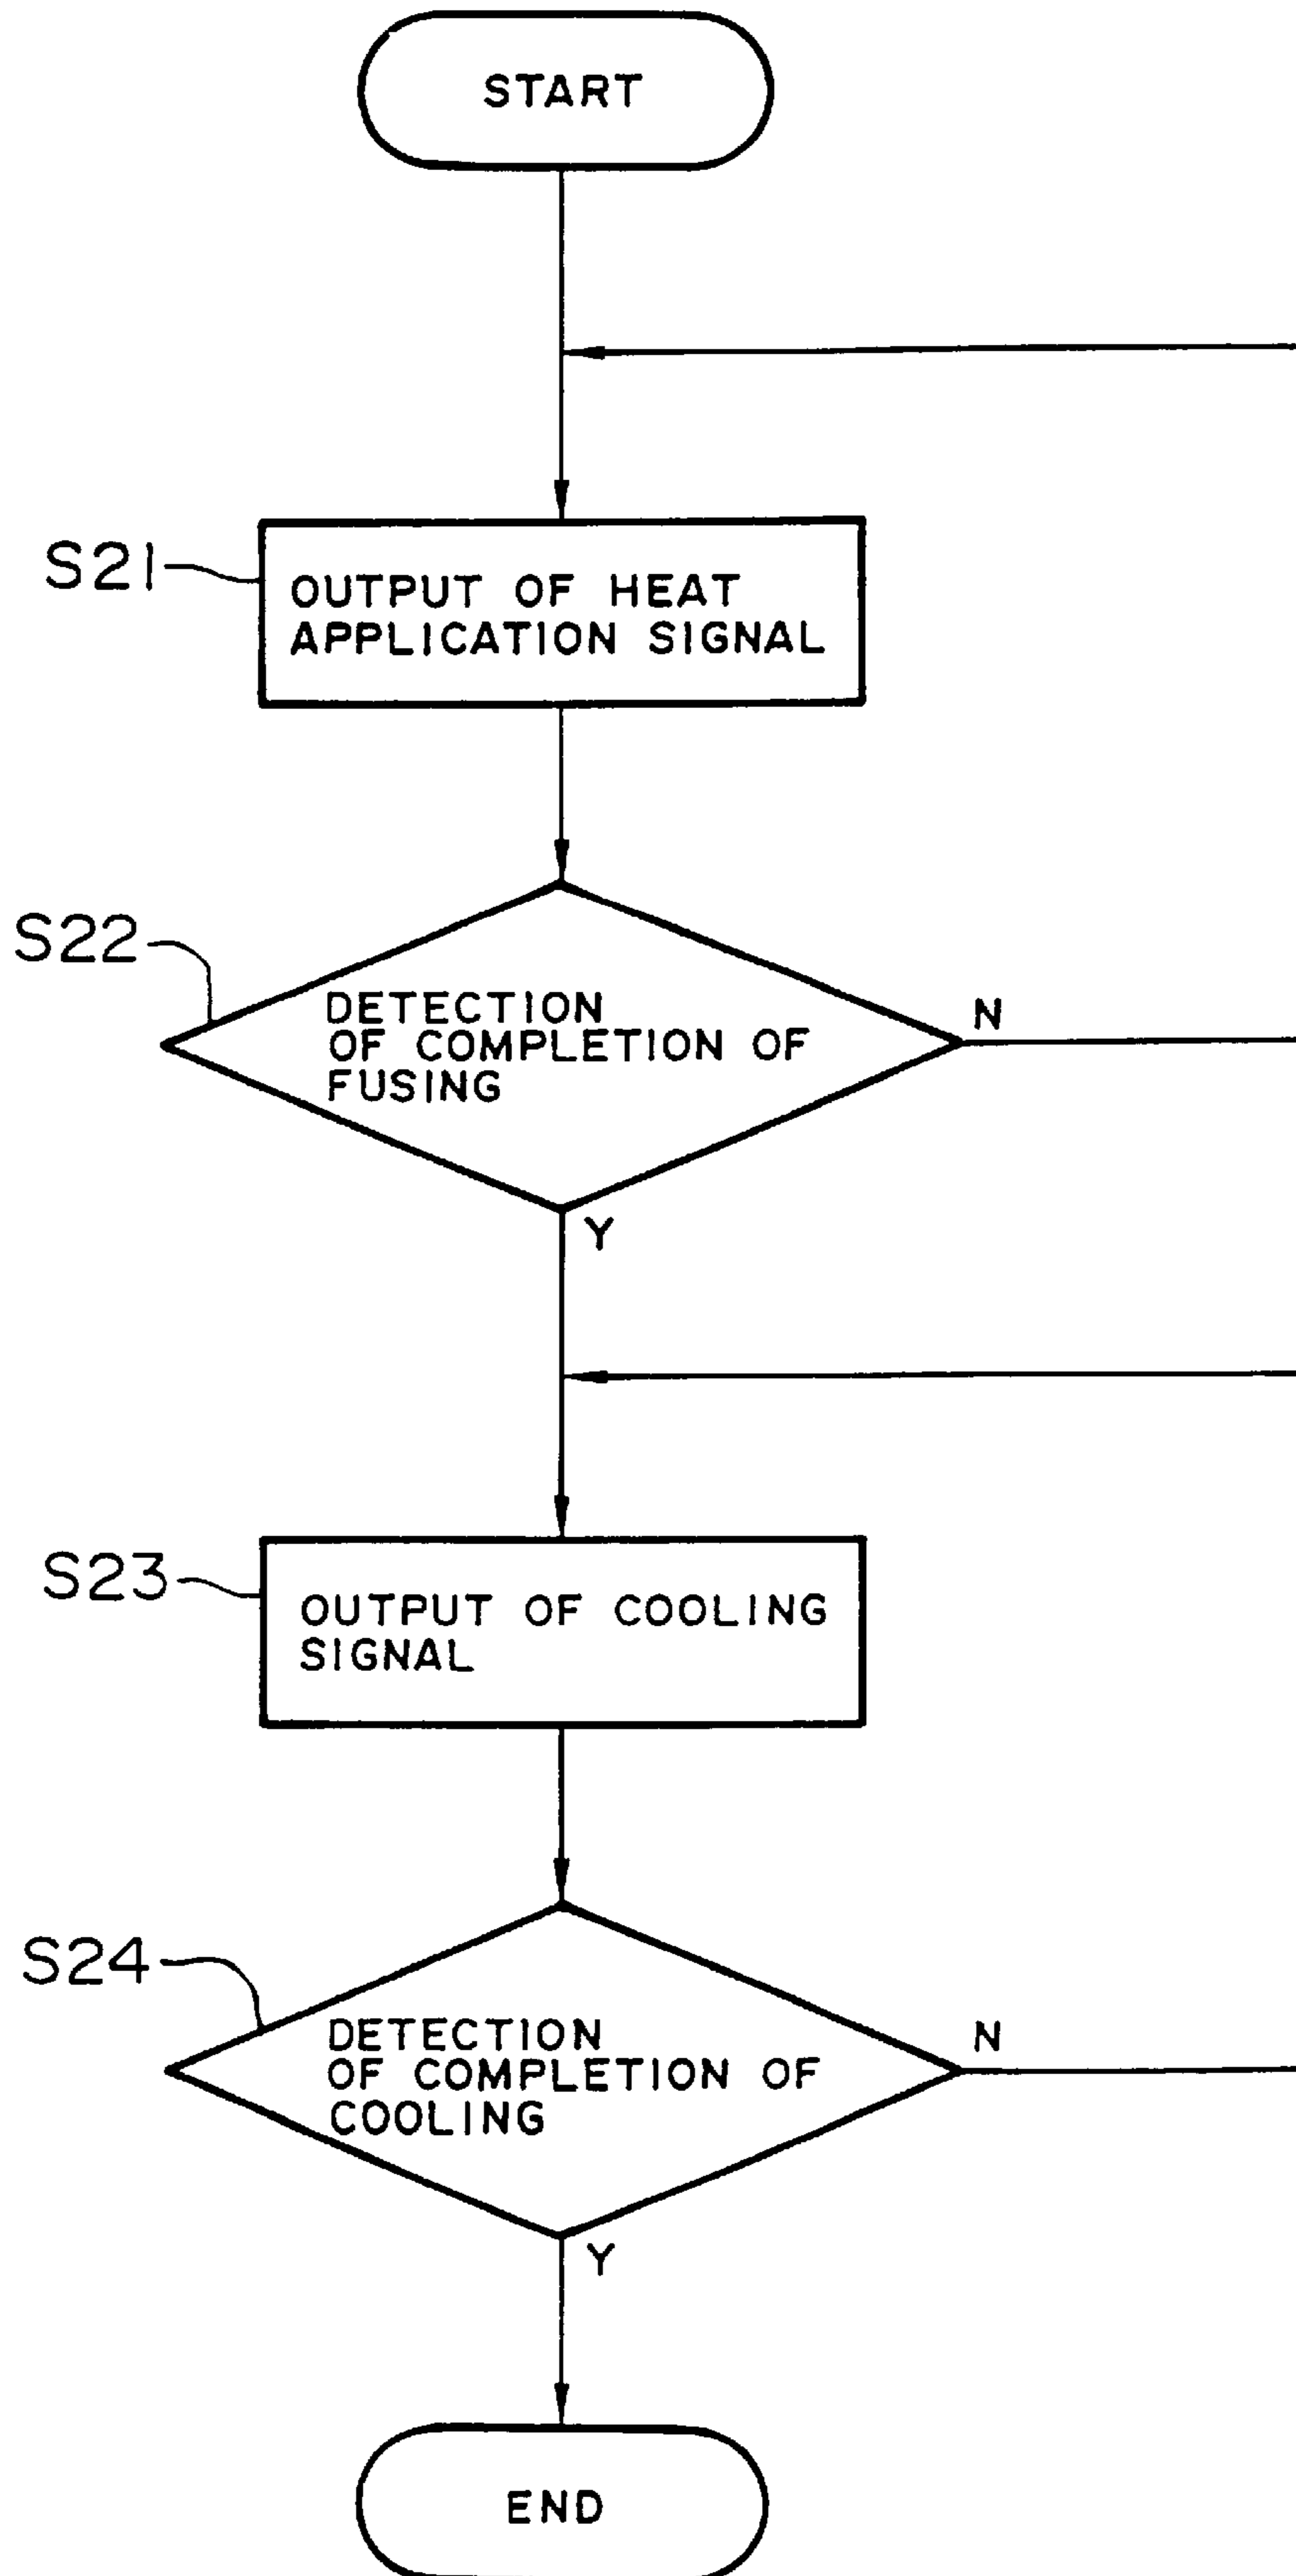 START
S21
OUTPUT OF HEAT
APPLICATION SIGNAL
S22
DETECTION
OF COMPLETION OF
FUSING
N
Y
S23
OUTPUT OF COOLING
SIGNAL
S24
DETECTION
OF COMPLETION OF
COOLING
N
Y
END